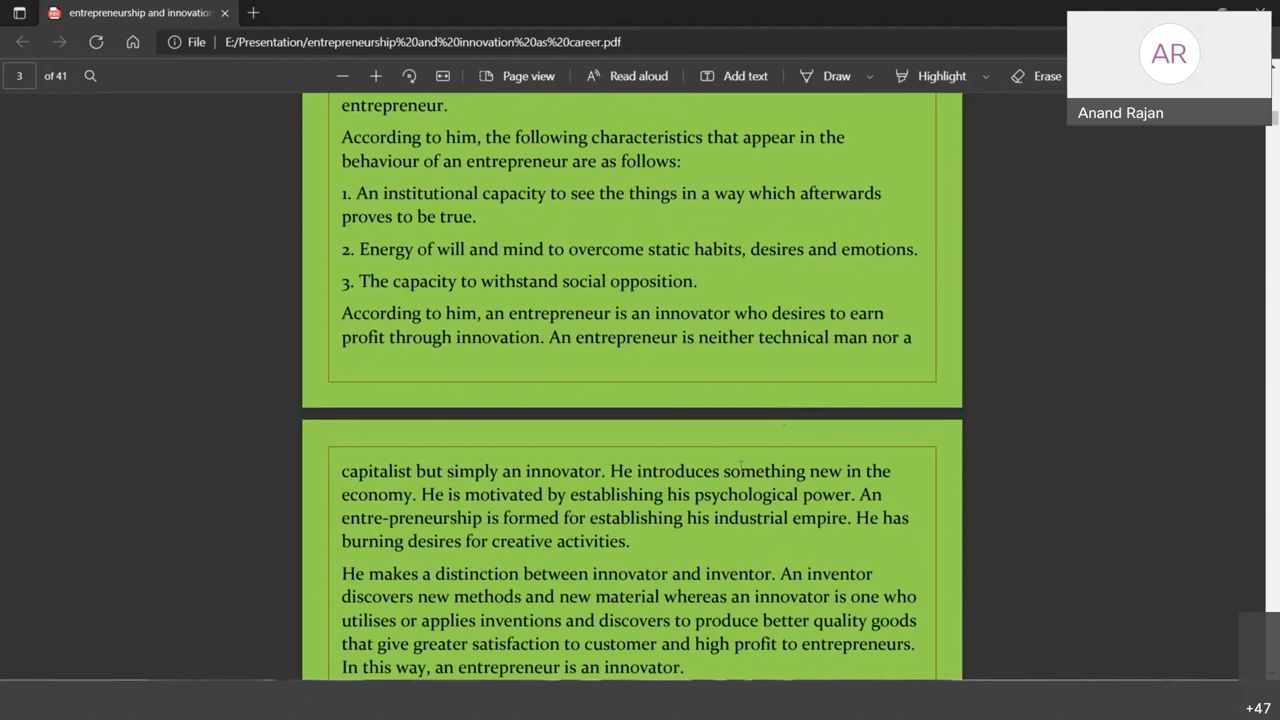 entrepreneurship and innovation
File
E:/Presentation/entrepreneurship%20and%20innovation%20as%20career.pdf
3
of 41
Page view
Read aloud
Add text
Draw
Highlight
Erase
AR
Anand Rajan
entrepreneur.
According to him, the following characteristics that appear in the
behaviour of an entrepreneur are as follows:
1. An institutional capacity to see the things in a way which afterwards
proves to be true.
2. Energy of will and mind to overcome static habits, desires and emotions.
3. The capacity to withstand social opposition.
According to him, an entrepreneur is an innovator who desires to earn
profit through innovation. An entrepreneur is neither technical man nor a
capitalist but simply an innovator. He introduces something new in the
economy. He is motivated by establishing his psychological power. An
entre-preneurship is formed for establishing his industrial empire. He has
burning desires for creative activities.
He makes a distinction between innovator and inventor. An inventor
discovers new methods and new material whereas an innovator is one who
utilises or applies inventions and discovers to produce better quality goods
that give greater satisfaction to customer and high profit to entrepreneurs.
In this way, an entrepreneur is an innovator.
+47